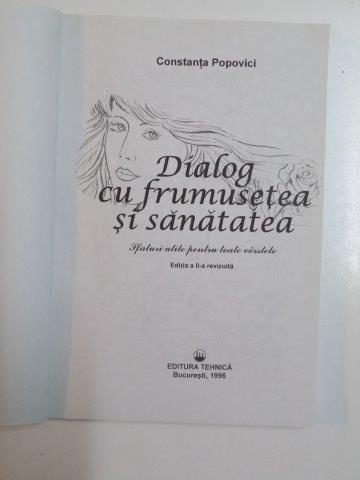 Constanța Popovici
Dialog
cu frumusețea
și sănătatea
Sfaturi utile pentru toate vârstele
Ediția a II-a revizuită
EDITURA TEHNICĂ
București, 1996